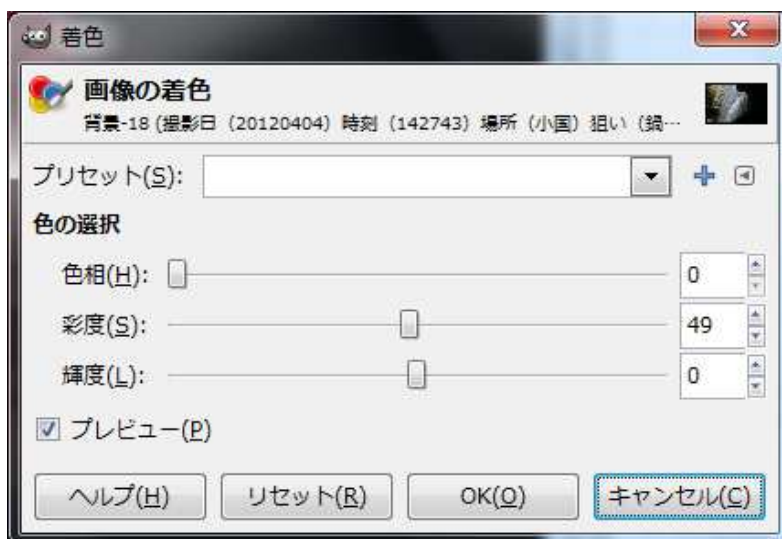 着色
画像の着色
背景-18 (撮影日（20120404）時刻（142743）場所（小国）狙い（鍋…
プリセット(S):
色の選択
色相(H): 0
彩度(S): 49
輝度(L): 0
プレビュー(P)
ヘルプ(H) リセット(R) OK(O) キャンセル(C)